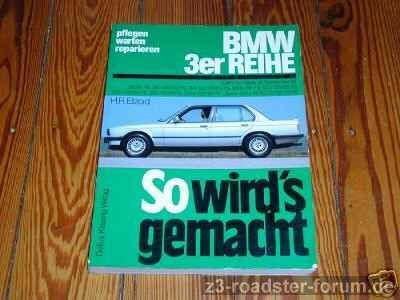 pflegen
warten
reparieren
BMW
3er REIHE
H.R. Etzold
So wird's
gemacht
Delius Klasing Verlag
z3-roadster-forum.de